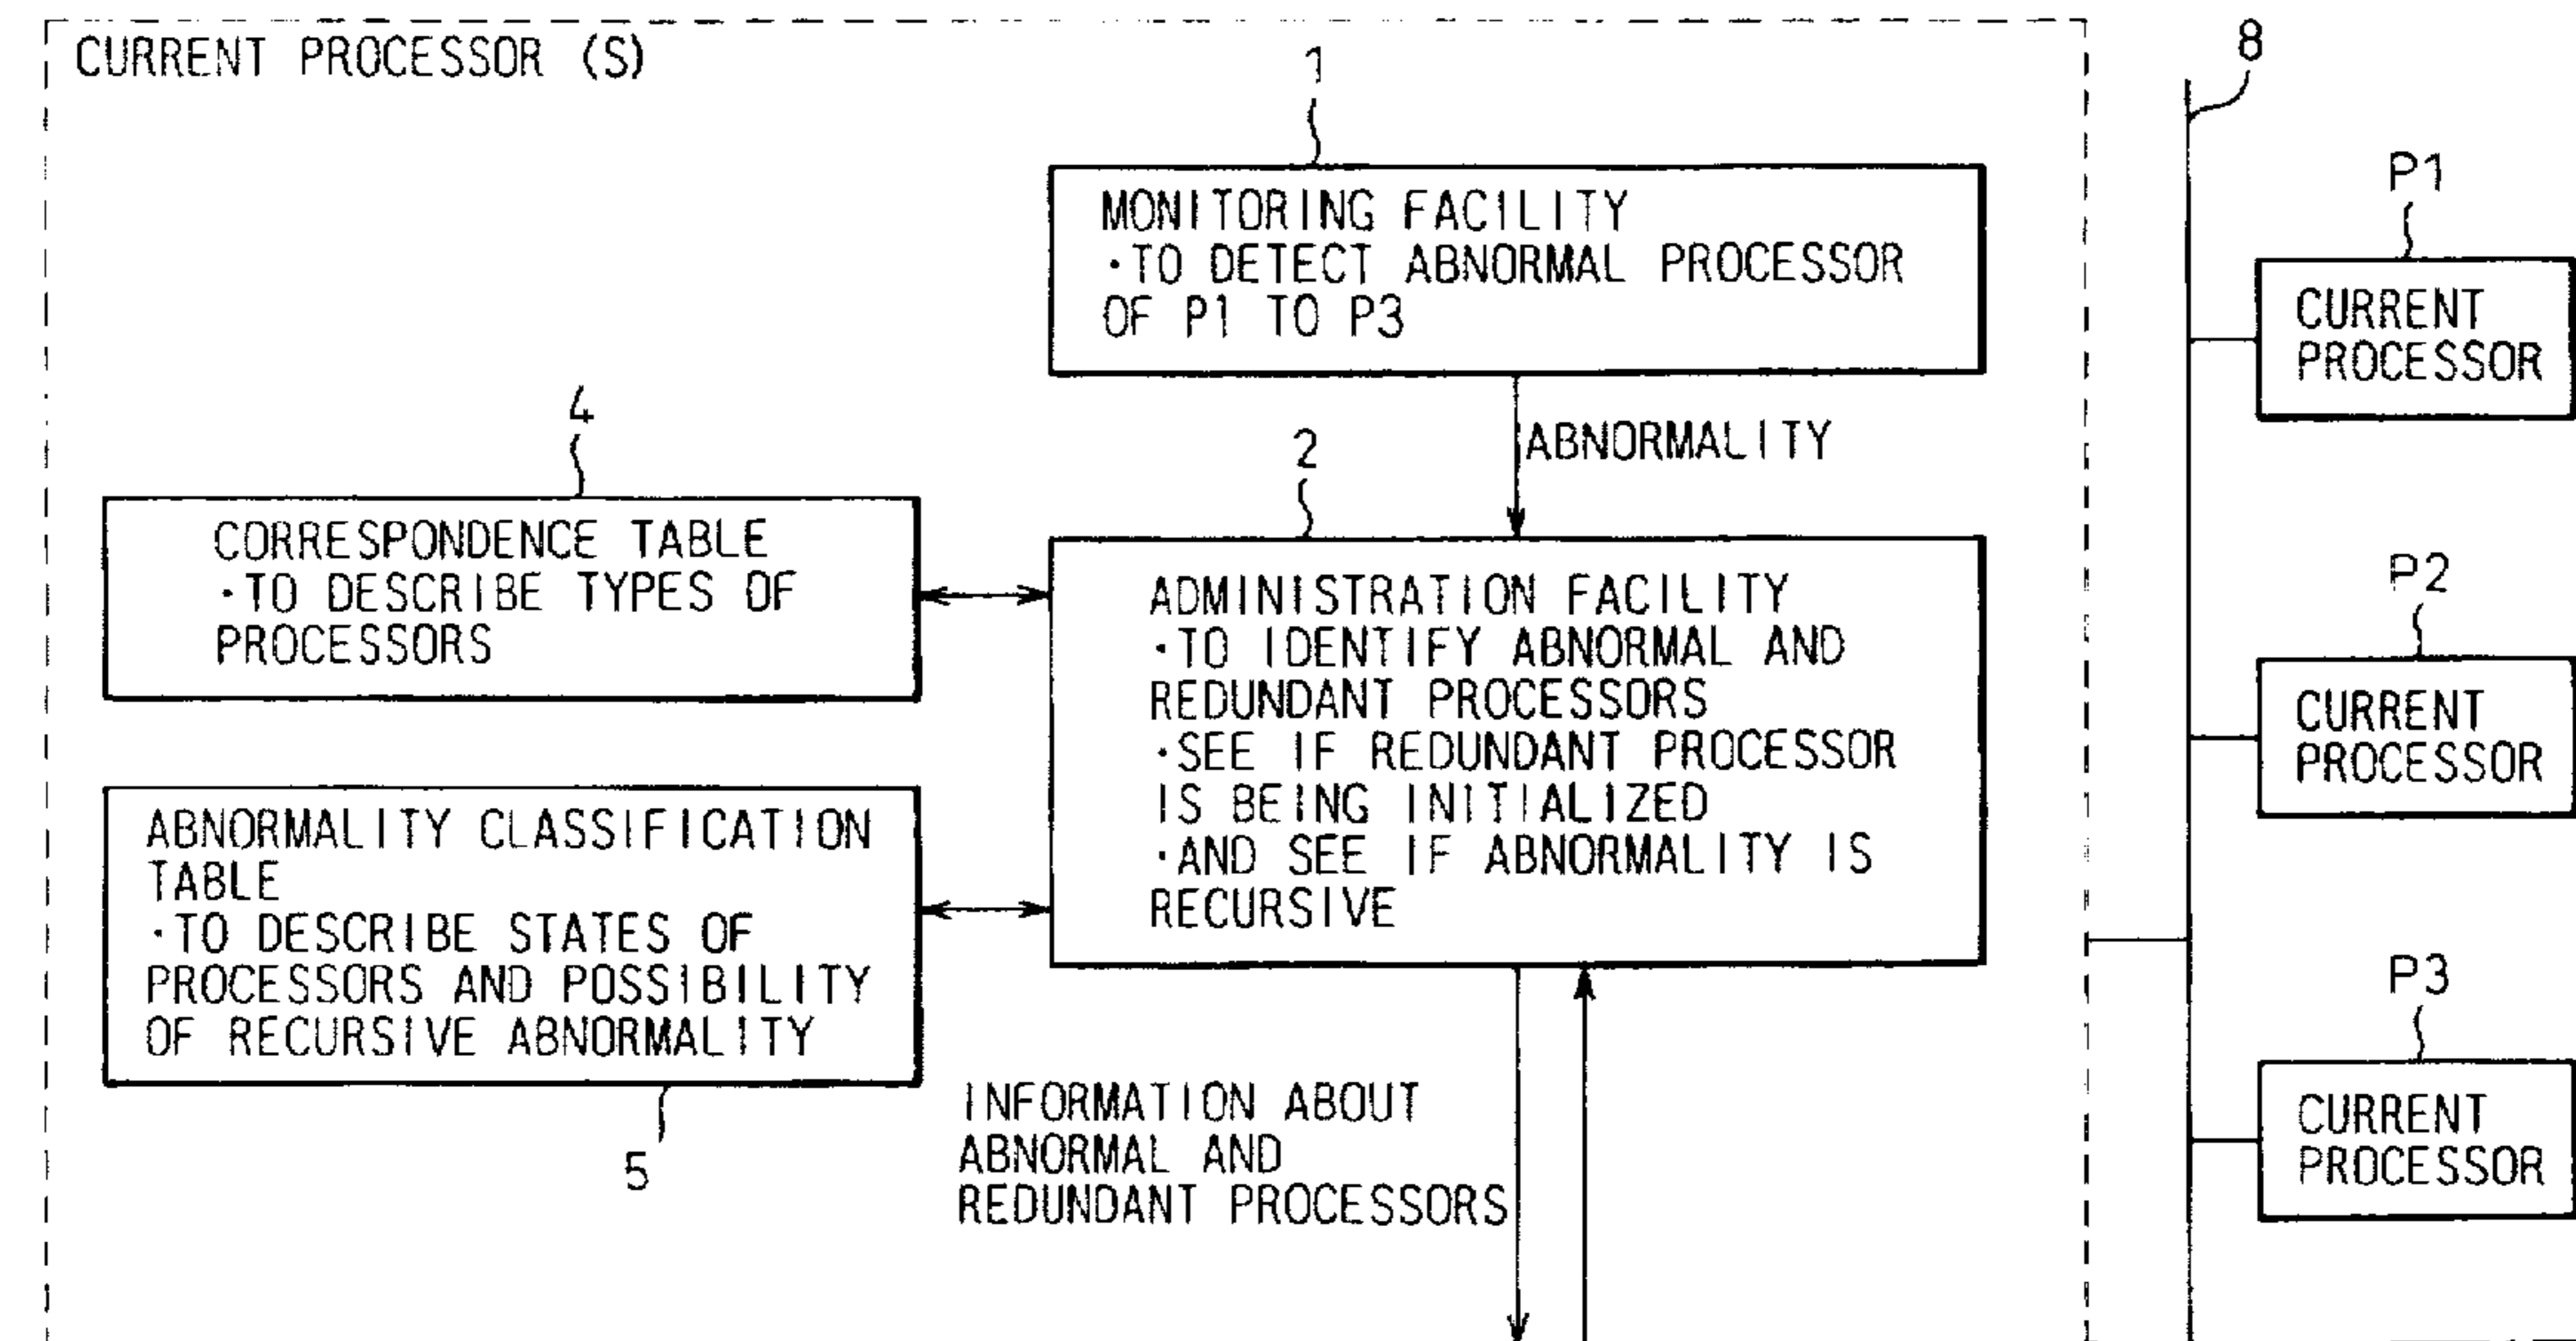 CURRENT PROCESSOR (S)
1
8
MONITORING FACILITY
·TO DETECT ABNORMAL PROCESSOR
OF P1 TO P3
P1
CURRENT
PROCESSOR
ABNORMALITY
4
CORRESPONDENCE TABLE
·TO DESCRIBE TYPES OF
PROCESSORS
2
ADMINISTRATION FACILITY
·TO IDENTIFY ABNORMAL AND
REDUNDANT PROCESSORS
·SEE IF REDUNDANT PROCESSOR
IS BEING INITIALIZED
·AND SEE IF ABNORMALITY IS
RECURSIVE
P2
CURRENT
PROCESSOR
ABNORMALITY CLASSIFICATION
TABLE
·TO DESCRIBE STATES OF
PROCESSORS AND POSSIBILITY
OF RECURSIVE ABNORMALITY
5
P3
CURRENT
PROCESSOR
INFORMATION ABOUT
ABNORMAL AND
REDUNDANT PROCESSORS